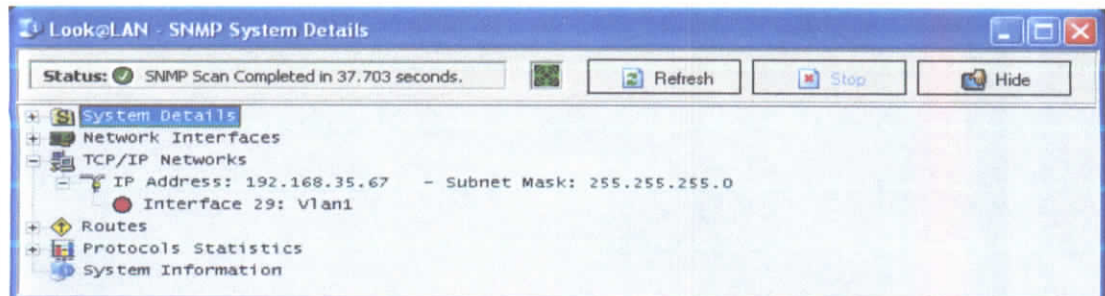 Look@LAN - SNMP System Details
Status: SNMP Scan Completed in 37.703 seconds.
Refresh
Stop
Hide
System Details
Network Interfaces
TCP/IP Networks
IP Address: 192.168.35.67 - Subnet Mask: 255.255.255.0
Interface 29: Vlan1
Routes
Protocols Statistics
System Information